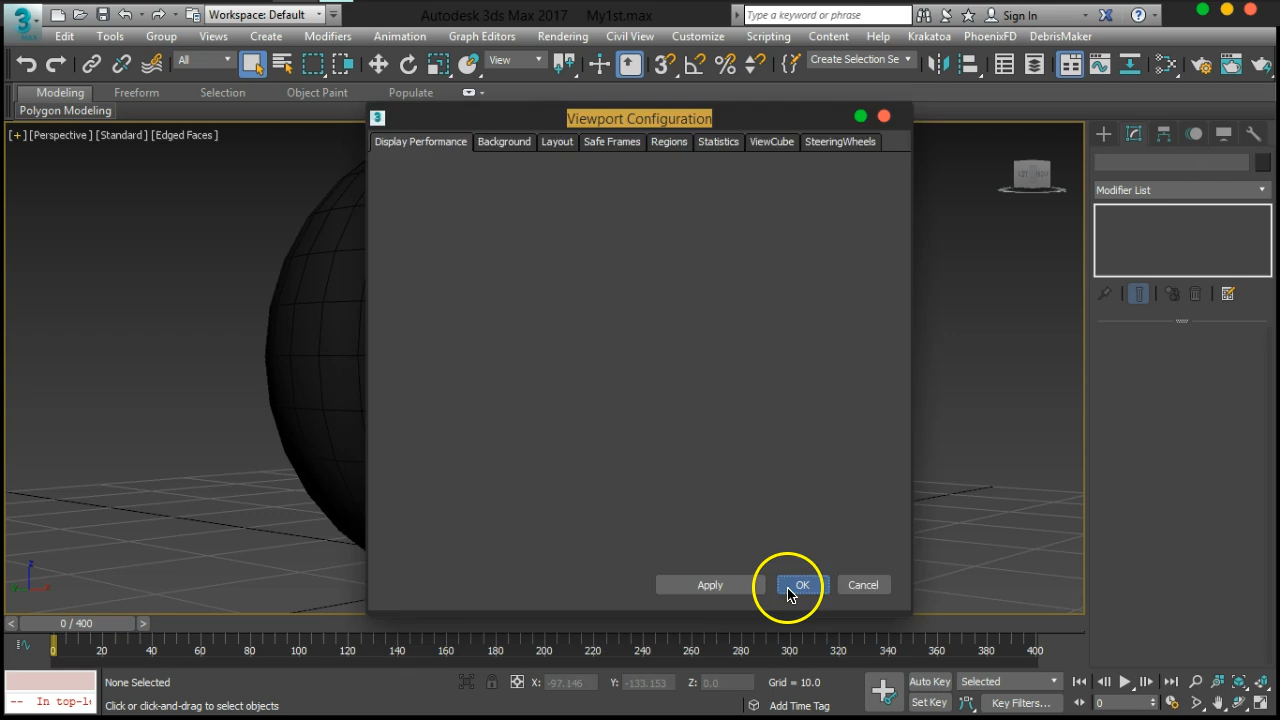 Workspace: Default
Autodesk 3ds Max 2017 My1st.max
Type a keyword or phrase
Sign In
MAX
Edit Tools Group Views Create Modifiers Animation Graph Editors Rendering Civil View Customize Scripting Content Help Krakatoa PhoenixFD DebrisMaker
All
View
Create Selection Se
Modeling Freeform Selection Object Paint Populate
Polygon Modeling
[+] [Perspective] [Standard] [Edged Faces]
Viewport Configuration
Display Performance Background Layout Safe Frames Regions Statistics ViewCube SteeringWheels
Modifier List
Apply OK Cancel
0 / 400
0 20 40 60 80 100 120 140 160 180 200 220 240 260 280 300 320 340 360 380 400
None Selected
X: -97.146 Y: -133.153 Z: 0.0 Grid = 10.0
Auto Key Selected
-- In top-le
Click or click-and-drag to select objects
Add Time Tag
Set Key Key Filters... 0